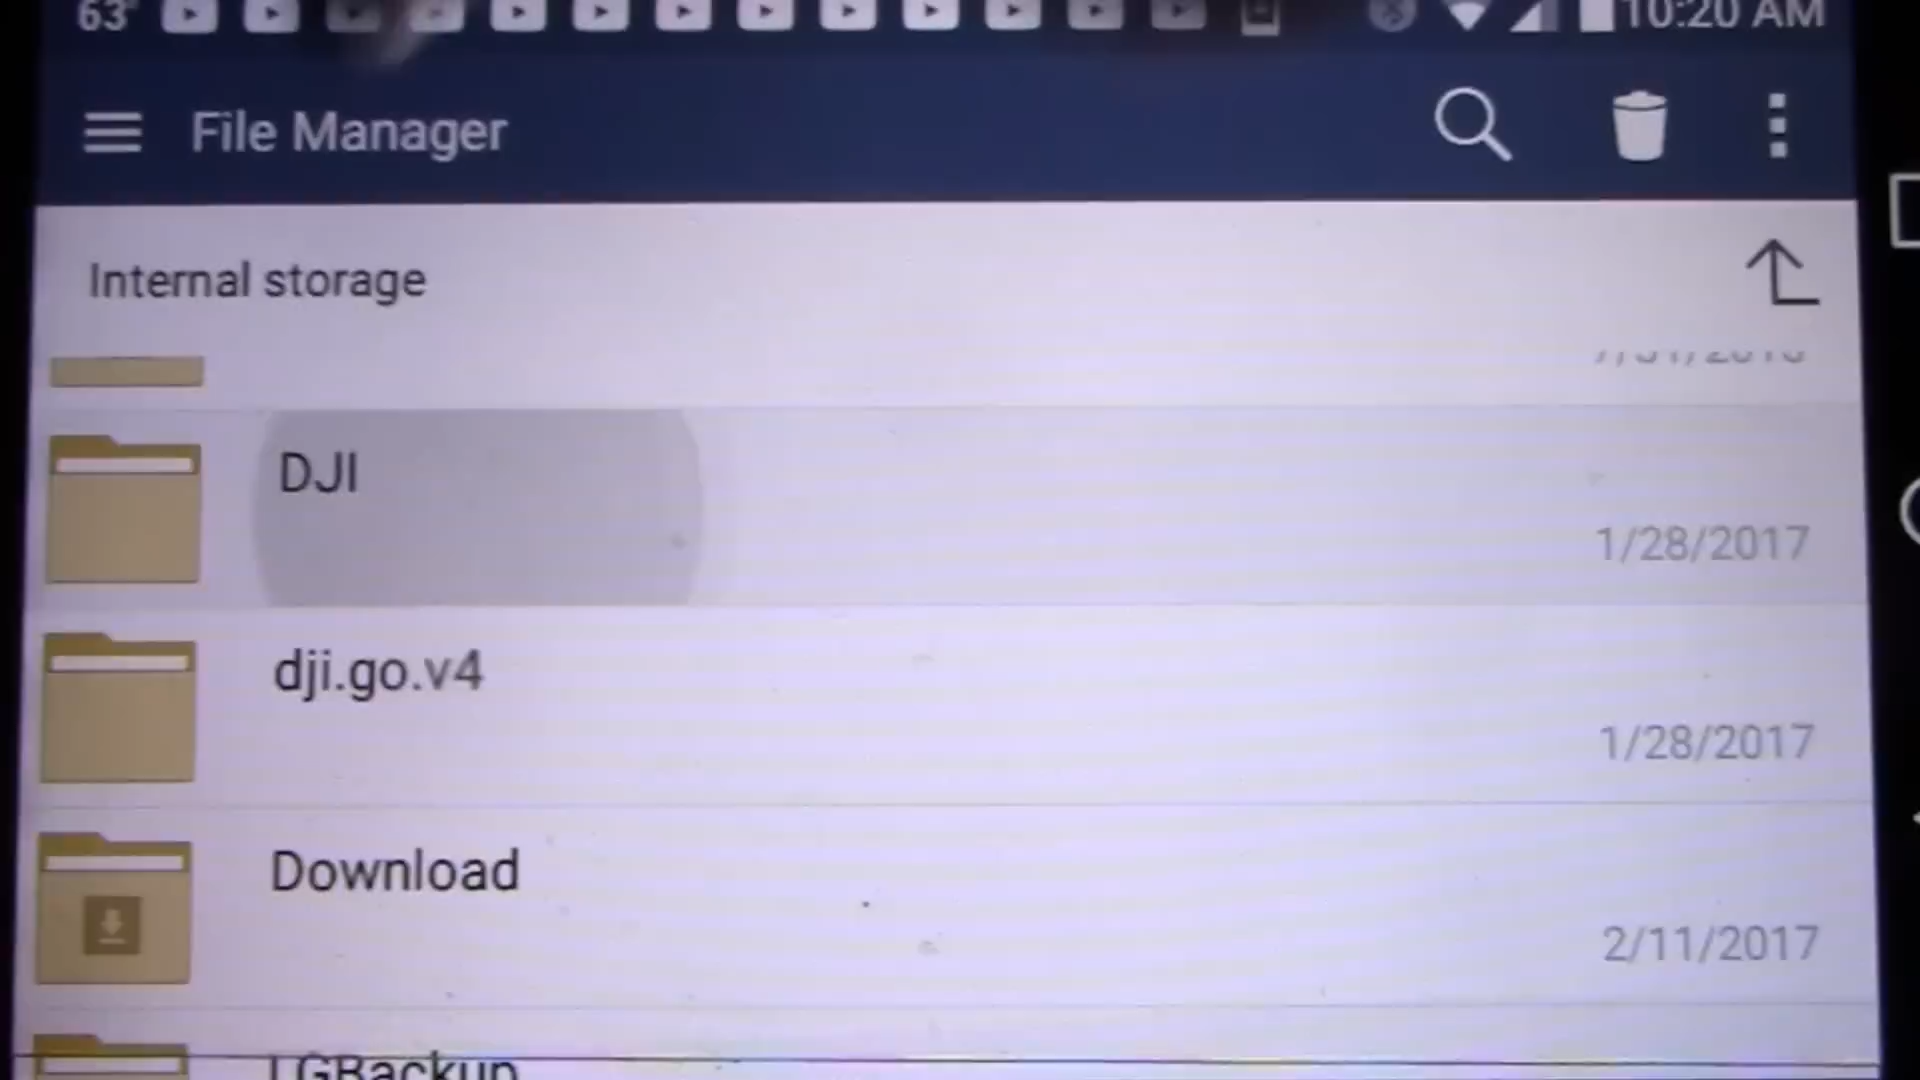 63° 10:20 AM
File Manager
Internal storage
DJI
1/28/2017
dji.go.v4
1/28/2017
Download
2/11/2017
LGBackup